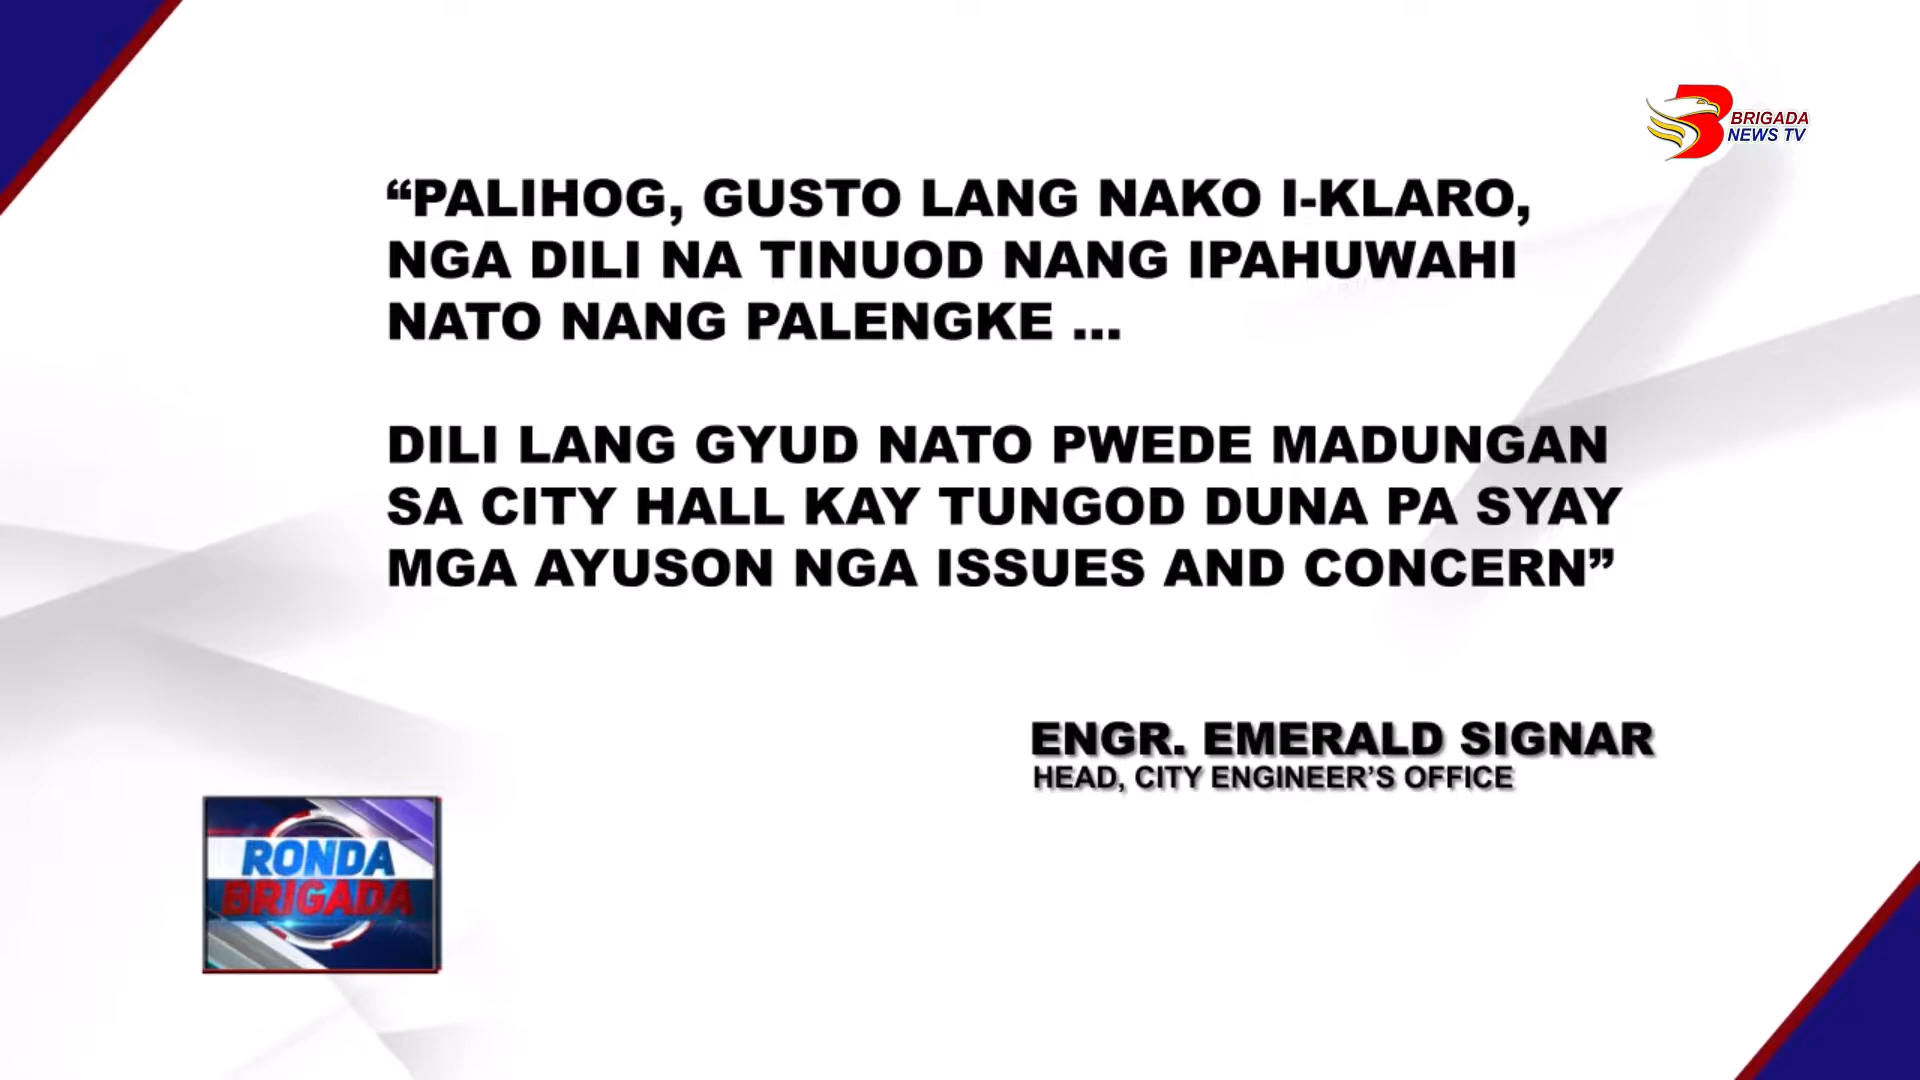 BRIGADA
NEWS TV
“PALIHOG, GUSTO LANG NAKO I-KLARO,
NGA DILI NA TINUOD NANG IPAHUWAHI
NATO NANG PALENGKE ...
DILI LANG GYUD NATO PWEDE MADUNGAN
SA CITY HALL KAY TUNGOD DUNA PA SYAY
MGA AYUSON NGA ISSUES AND CONCERN”
ENGR. EMERALD SIGNAR
HEAD, CITY ENGINEER’S OFFICE
RONDA
BRIGADA